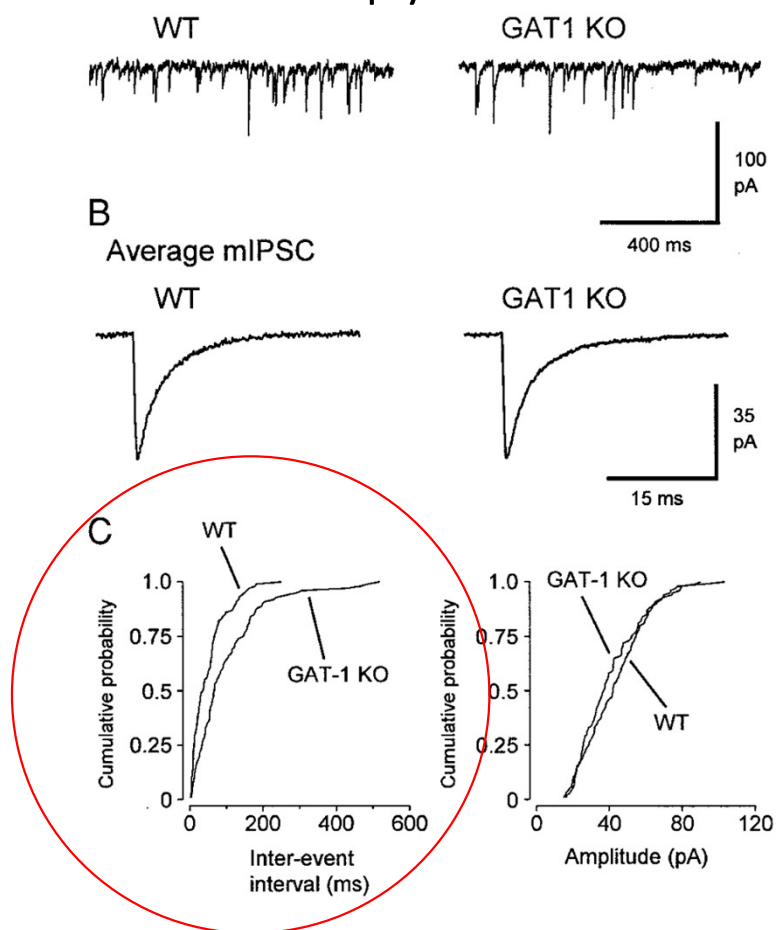 WT GAT1 KO
100
pA
400 ms
B
Average mIPSC
WT GAT1 KO
35
pA
15 ms
C
WT
GAT-1 KO
Cumulative probability
1.0
0.75
0.5
0.25
0
0 200 400 600
Inter-event
interval (ms)
GAT-1 KO
WT
Cumulative probability
1.0
0.75
0.5
0.25
0
0 40 80 120
Amplitude (pA)